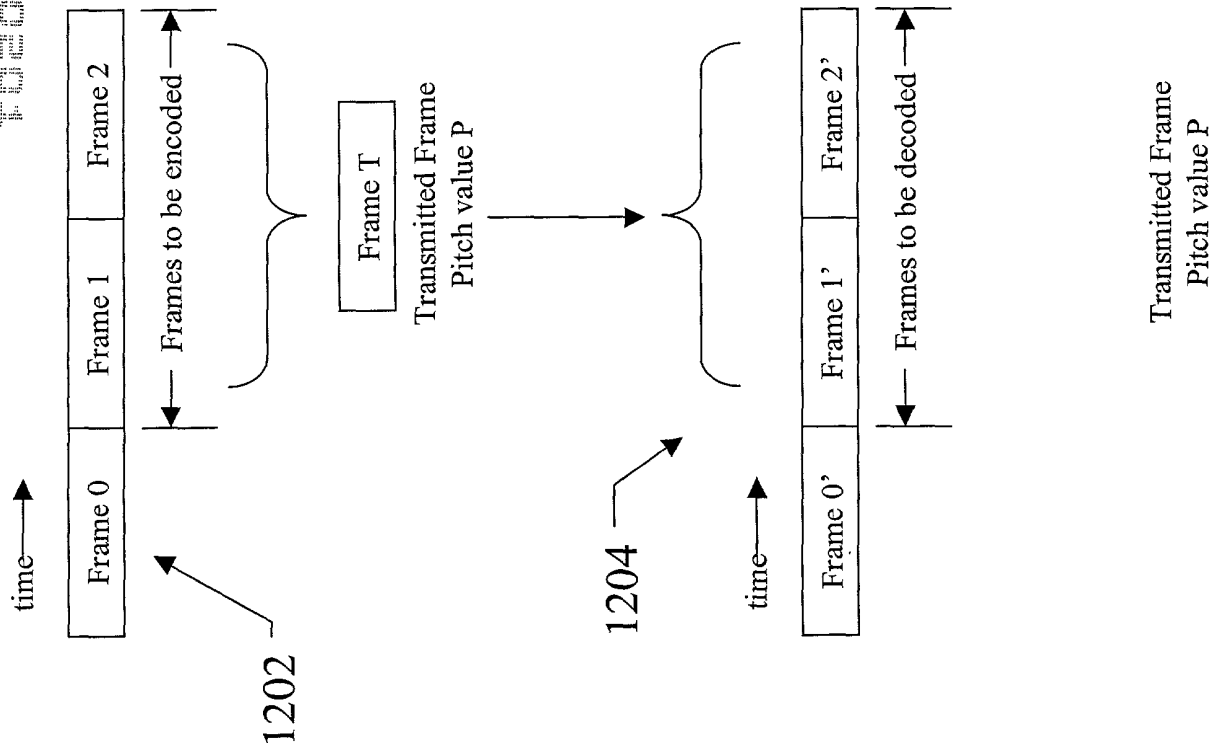 time
Frame 0
Frame 1
Frame 2
Frames to be encoded
1202
Frame T
Transmitted Frame
Pitch value P
1204
time
Frame 0'
Frame 1'
Frame 2'
Frames to be decoded
Transmitted Frame
Pitch value P